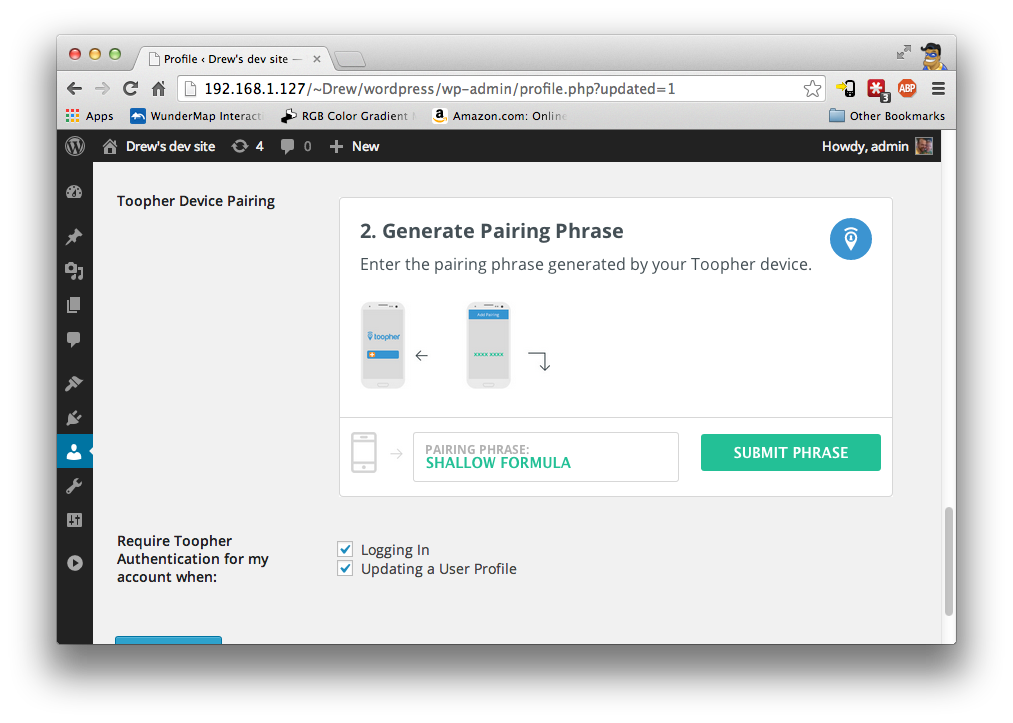 Profile ‹ Drew's dev site —
192.168.1.127/~Drew/wordpress/wp-admin/profile.php?updated=1
3
ABP
Apps
WunderMap Interact
RGB Color Gradient
a
Amazon.com: Online
Other Bookmarks
Drew's dev site
4
0
New
Howdy, admin
Toopher Device Pairing
2. Generate Pairing Phrase
Enter the pairing phrase generated by your Toopher device.
toopher
Add Pairing
XXXX XXXX
PAIRING PHRASE:
SHALLOW FORMULA
SUBMIT PHRASE
Require Toopher
Authentication for my
account when:
Logging In
Updating a User Profile